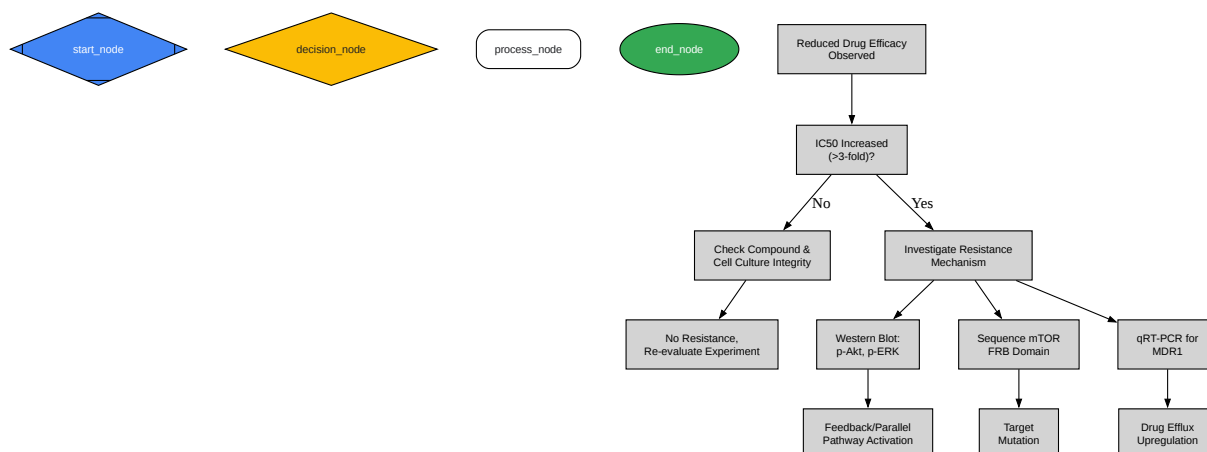 start_node
decision_node
process_node
end_node
Reduced Drug Efficacy
Observed
IC50 Increased
(>3-fold)?
No
Yes
Check Compound &
Cell Culture Integrity
Investigate Resistance
Mechanism
No Resistance,
Re-evaluate Experiment
Western Blot:
p-Akt, p-ERK
Sequence mTOR
FRB Domain
qRT-PCR for
MDR1
Feedback/Parallel
Pathway Activation
Target
Mutation
Drug Efflux
Upregulation